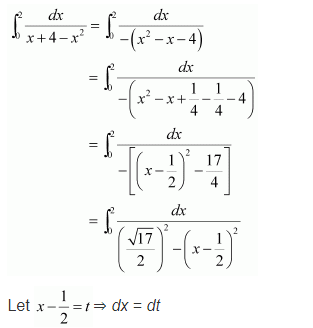 ∫₀² dx/(x+4−x²) = ∫₀² dx/(−(x²−x−4))
= ∫₀² dx/(−(x²−x+1/4−1/4−4))
= ∫₀² dx/(−[(x−1/2)²−17/4])
= ∫₀² dx/((√17/2)²−(x−1/2)²)
Let x−1/2=t ⇒ dx = dt